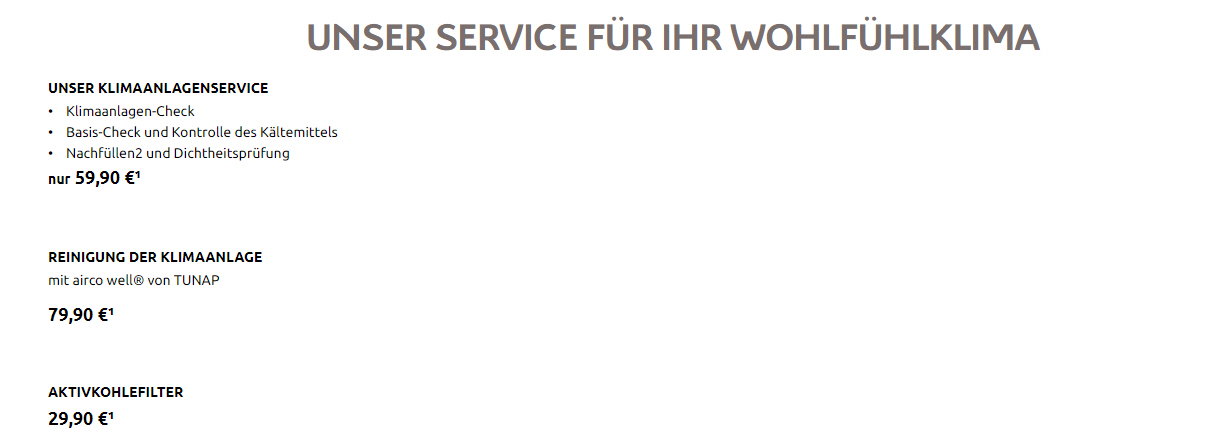 UNSER SERVICE FÜR IHR WOHLFÜHLKLIMA
UNSER KLIMAANLAGENSERVICE
• Klimaanlagen-Check
• Basis-Check und Kontrolle des Kältemittels
• Nachfüllen2 und Dichtheitsprüfung
nur 59,90 €¹
REINIGUNG DER KLIMAANLAGE
mit airco well® von TUNAP
79,90 €¹
AKTIVKOHLEFILTER
29,90 €¹